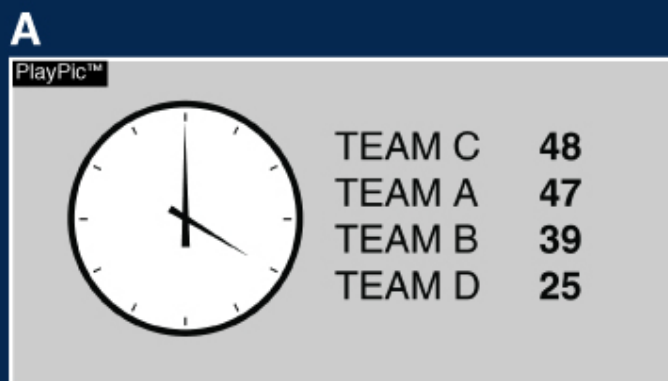 A
PlayPic™
TEAM C 48
TEAM A 47
TEAM B 39
TEAM D 25